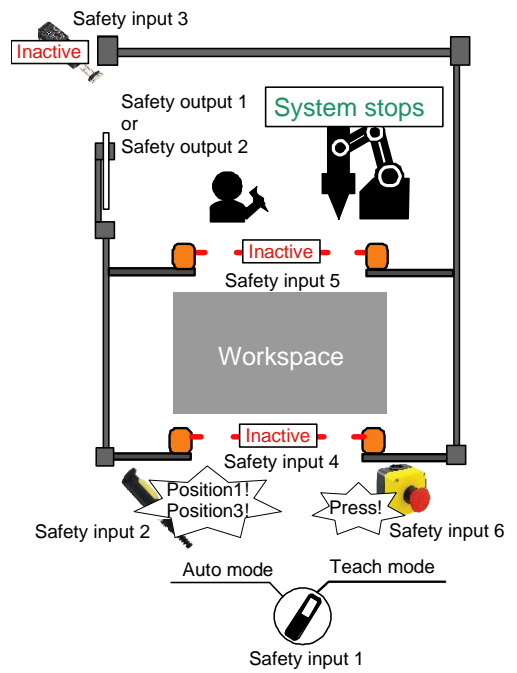 Safety input 3
Inactive
Safety output 1
or
Safety output 2
System stops
Inactive
Safety input 5
Workspace
Inactive
Safety input 4
Position1!
Position3!
Press!
Safety input 2
Safety input 6
Auto mode
Teach mode
Safety input 1